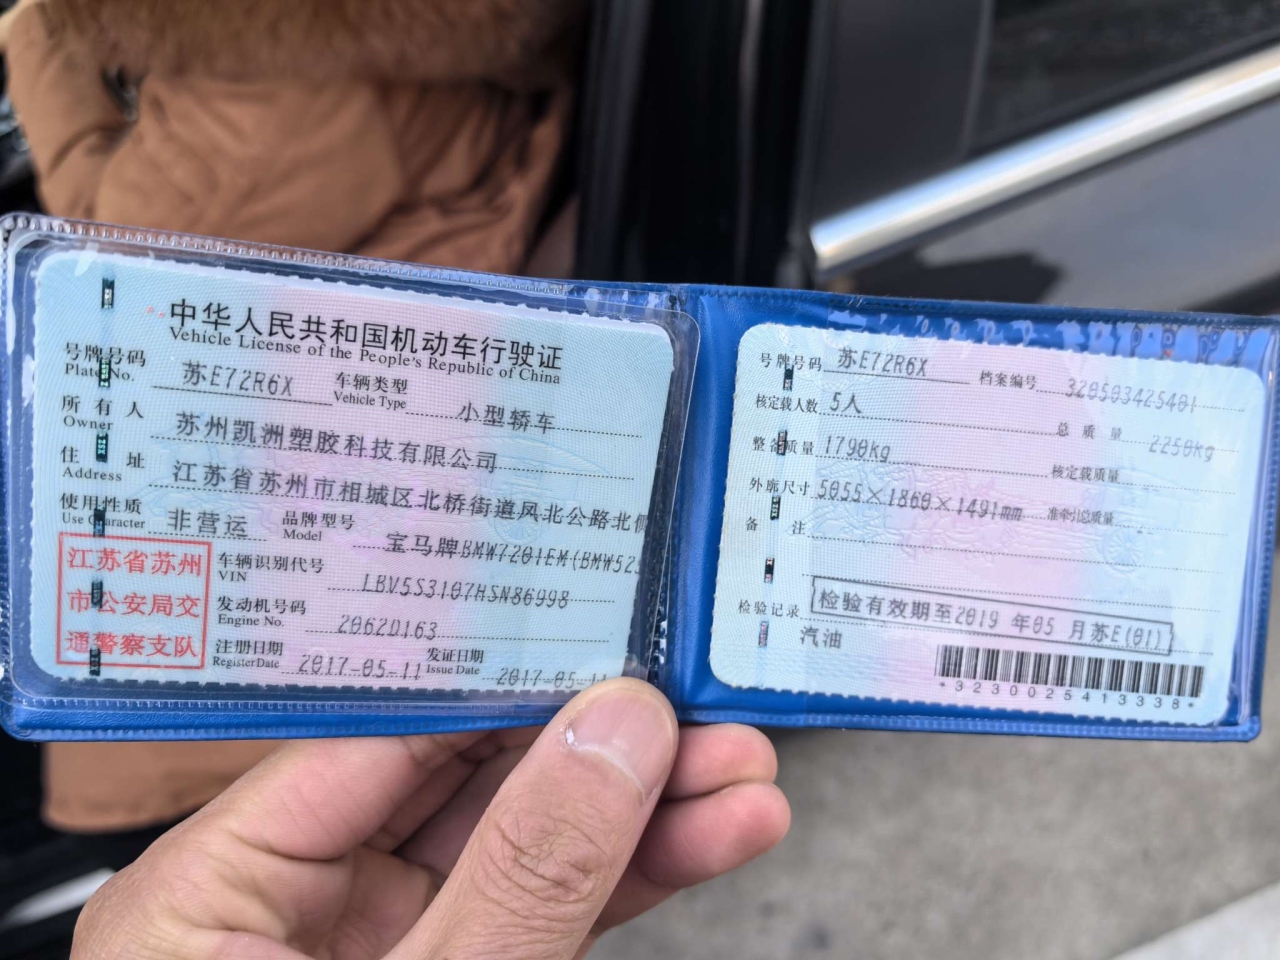 中华人民共和国机动车行驶证
Vehicle License of the People's Republic of China
号牌号码 苏E72R6X 车辆类型 小型轿车
Plate No. Vehicle Type
所有人 苏州凯洲塑胶科技有限公司
Owner
住址 江苏省苏州市相城区北桥街道凤北公路北侧
Address
使用性质 非营运 品牌型号 宝马牌BMW7201EM(BMW52
Use Character Model
江苏省苏州
市公安局交
通警察支队
车辆识别代号 LBV5S3107HSN86998
VIN
发动机号码 2062D163
Engine No.
注册日期 2017-05-11 发证日期 2017-05-11
Register Date Issue Date
号牌号码 苏E72R6X 档案编号 320503425401
核定载人数 5人 总质量 2250kg
整备质量 1790kg 核定载质量
外廓尺寸 5055×1860×1491mm 准牵引总质量
备注
检验记录 检验有效期至2019年05月苏E(01)
汽油
*3230025413338*